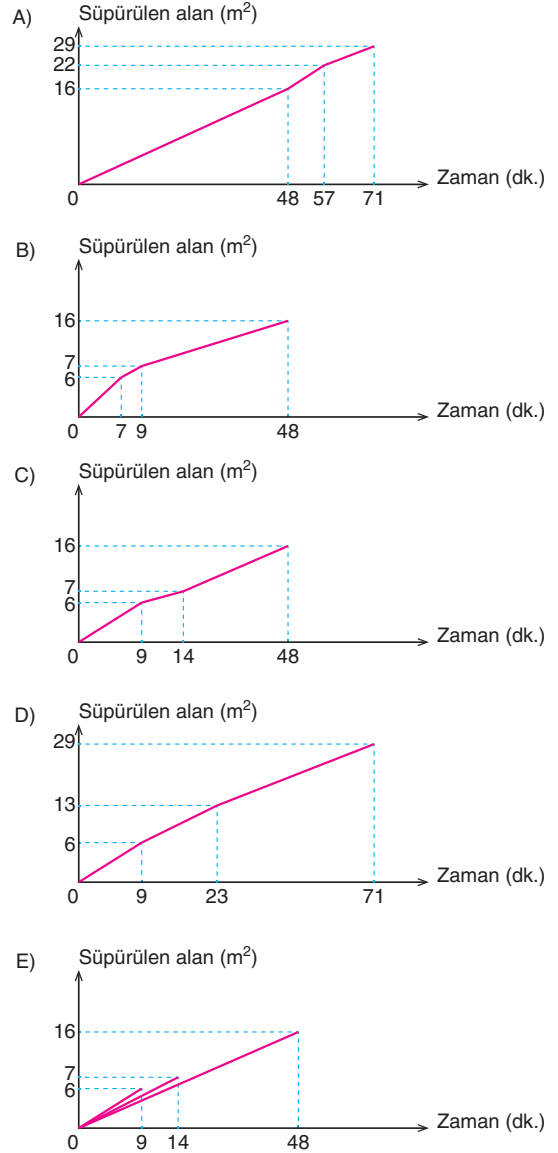 A) Süpürülen alan (m²)
29
22
16
0 48 57 71 Zaman (dk.)
B) Süpürülen alan (m²)
16
7
6
0 7 9 48 Zaman (dk.)
C) Süpürülen alan (m²)
16
7
6
0 9 14 48 Zaman (dk.)
D) Süpürülen alan (m²)
29
13
6
0 9 23 71 Zaman (dk.)
E) Süpürülen alan (m²)
16
7
6
0 9 14 48 Zaman (dk.)